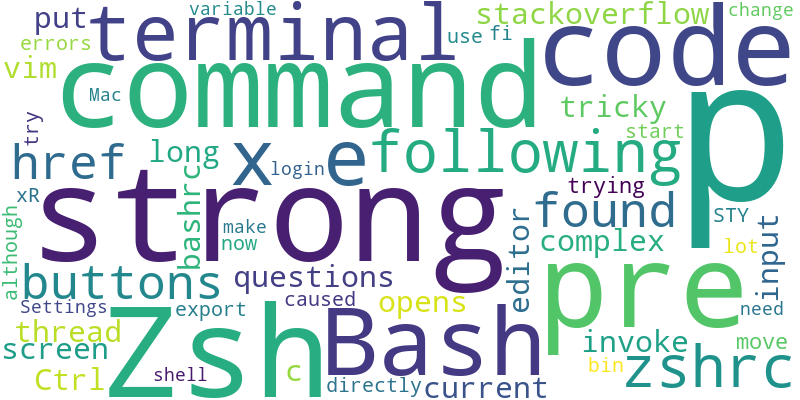 put
variable
terminal
stackoverflow
change
errors
use
fi
code
vim
Mac
command
tricky
p
try
start
href
long
x
e
following
login
trying
xR
strong
bashrc
found
STY
make
now
editor
complex
lot
input
although
buttons
questions
pre
Settings
export
caused
opens
need
thread
Zsh
Bash
invoke
move
screen
shell
c
bin
zshrc
Ctrl
directly
current